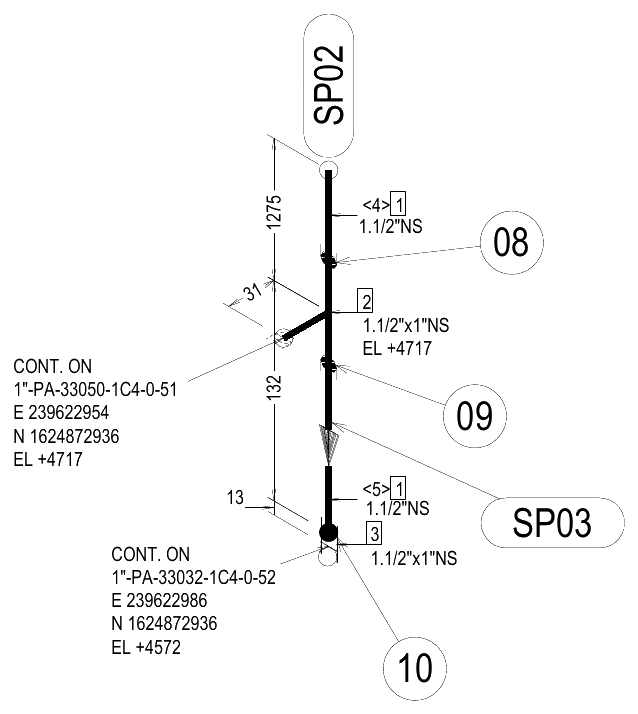 SP02
1275
<4> 1
1.1/2"NS
08
31
2
1.1/2"x1"NS
EL +4717
CONT. ON
1"-PA-33050-1C4-0-51
E 239622954
N 1624872936
EL +4717
132
09
13
<5> 1
1.1/2"NS
SP03
3
1.1/2"x1"NS
CONT. ON
1"-PA-33032-1C4-0-52
E 239622986
N 1624872936
EL +4572
10